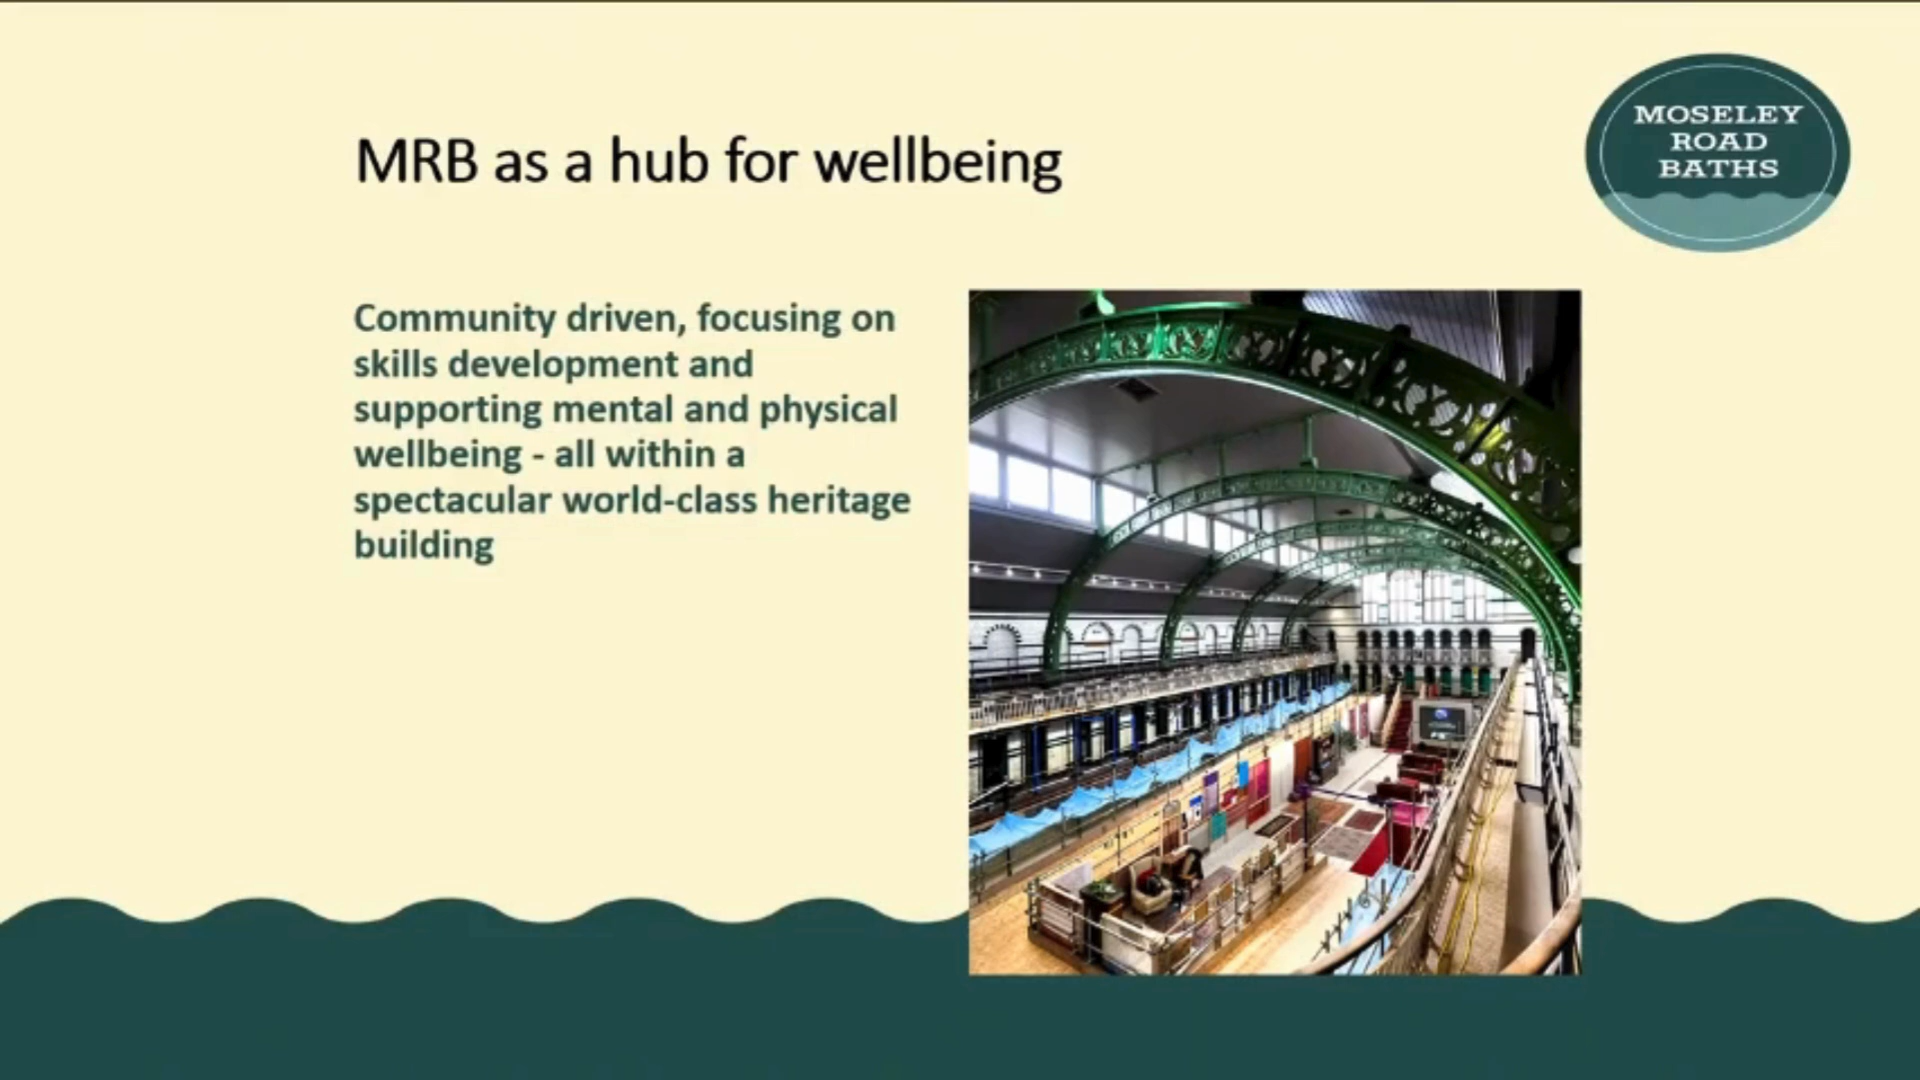 MOSELEY
ROAD
BATHS
MRB as a hub for wellbeing
Community driven, focusing on
skills development and
supporting mental and physical
wellbeing - all within a
spectacular world-class heritage
building